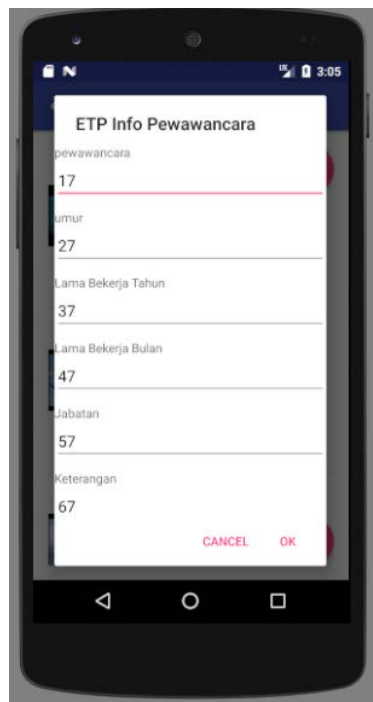 LTE 3:05
ETP Info Pewawancara
pewawancara
17
umur
27
Lama Bekerja Tahun
37
Lama Bekerja Bulan
47
Jabatan
57
Keterangan
67
CANCEL OK